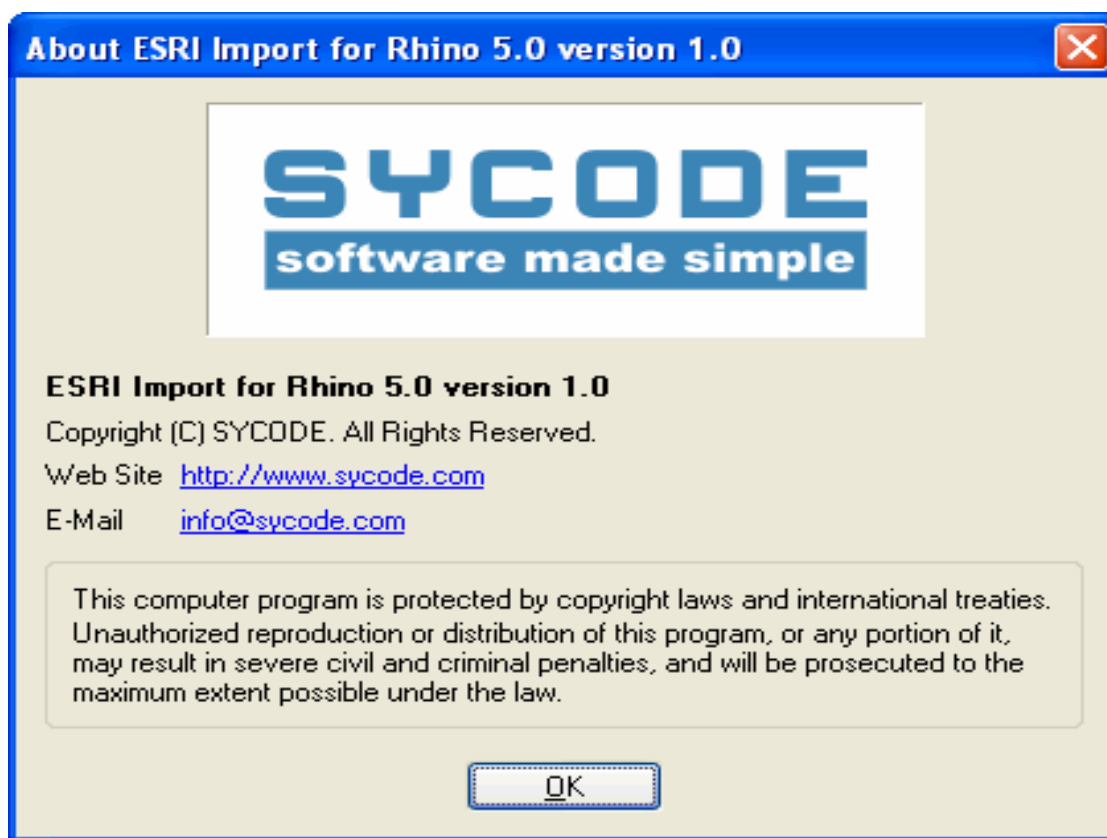 About ESRI Import for Rhino 5.0 version 1.0
SYCODE
software made simple
ESRI Import for Rhino 5.0 version 1.0
Copyright (C) SYCODE. All Rights Reserved.
Web Site http://www.sycode.com
E-Mail info@sycode.com
This computer program is protected by copyright laws and international treaties.
Unauthorized reproduction or distribution of this program, or any portion of it,
may result in severe civil and criminal penalties, and will be prosecuted to the
maximum extent possible under the law.
OK